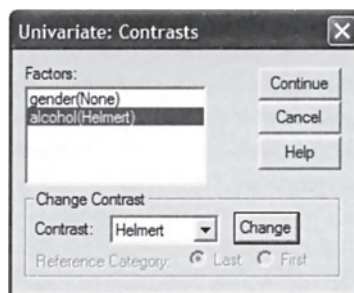 Univariate: Contrasts
Factors:
gender(None)
alcohol(Helmert)
Continue
Cancel
Help
Change Contrast
Contrast: Helmert Change
Reference Category: Last First